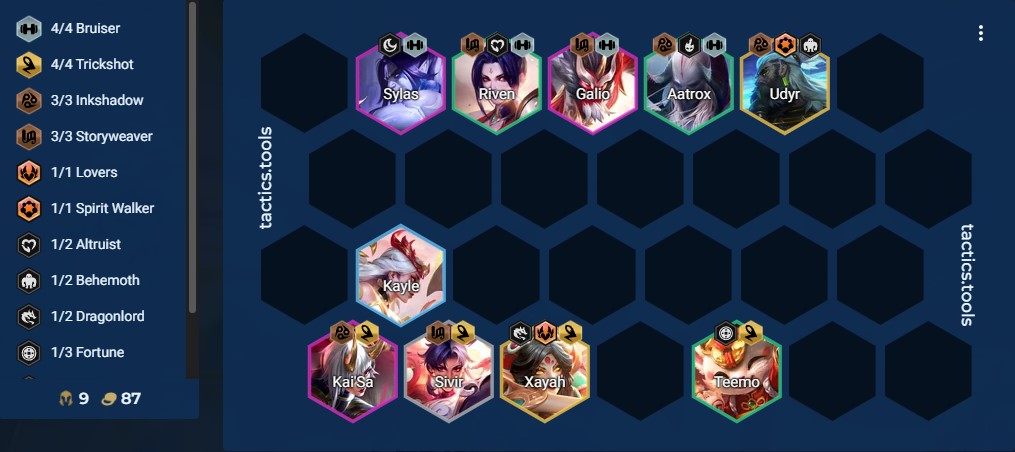 4/4 Bruiser
4/4 Trickshot
3/3 Inkshadow
3/3 Storyweaver
1/1 Lovers
1/1 Spirit Walker
1/2 Altruist
1/2 Behemoth
1/2 Dragonlord
1/3 Fortune
9 87
tactics.tools
Sylas Riven Galio Aatrox Udyr
Kayle
Kai'Sa Sivir Xayah Teemo
tactics.tools